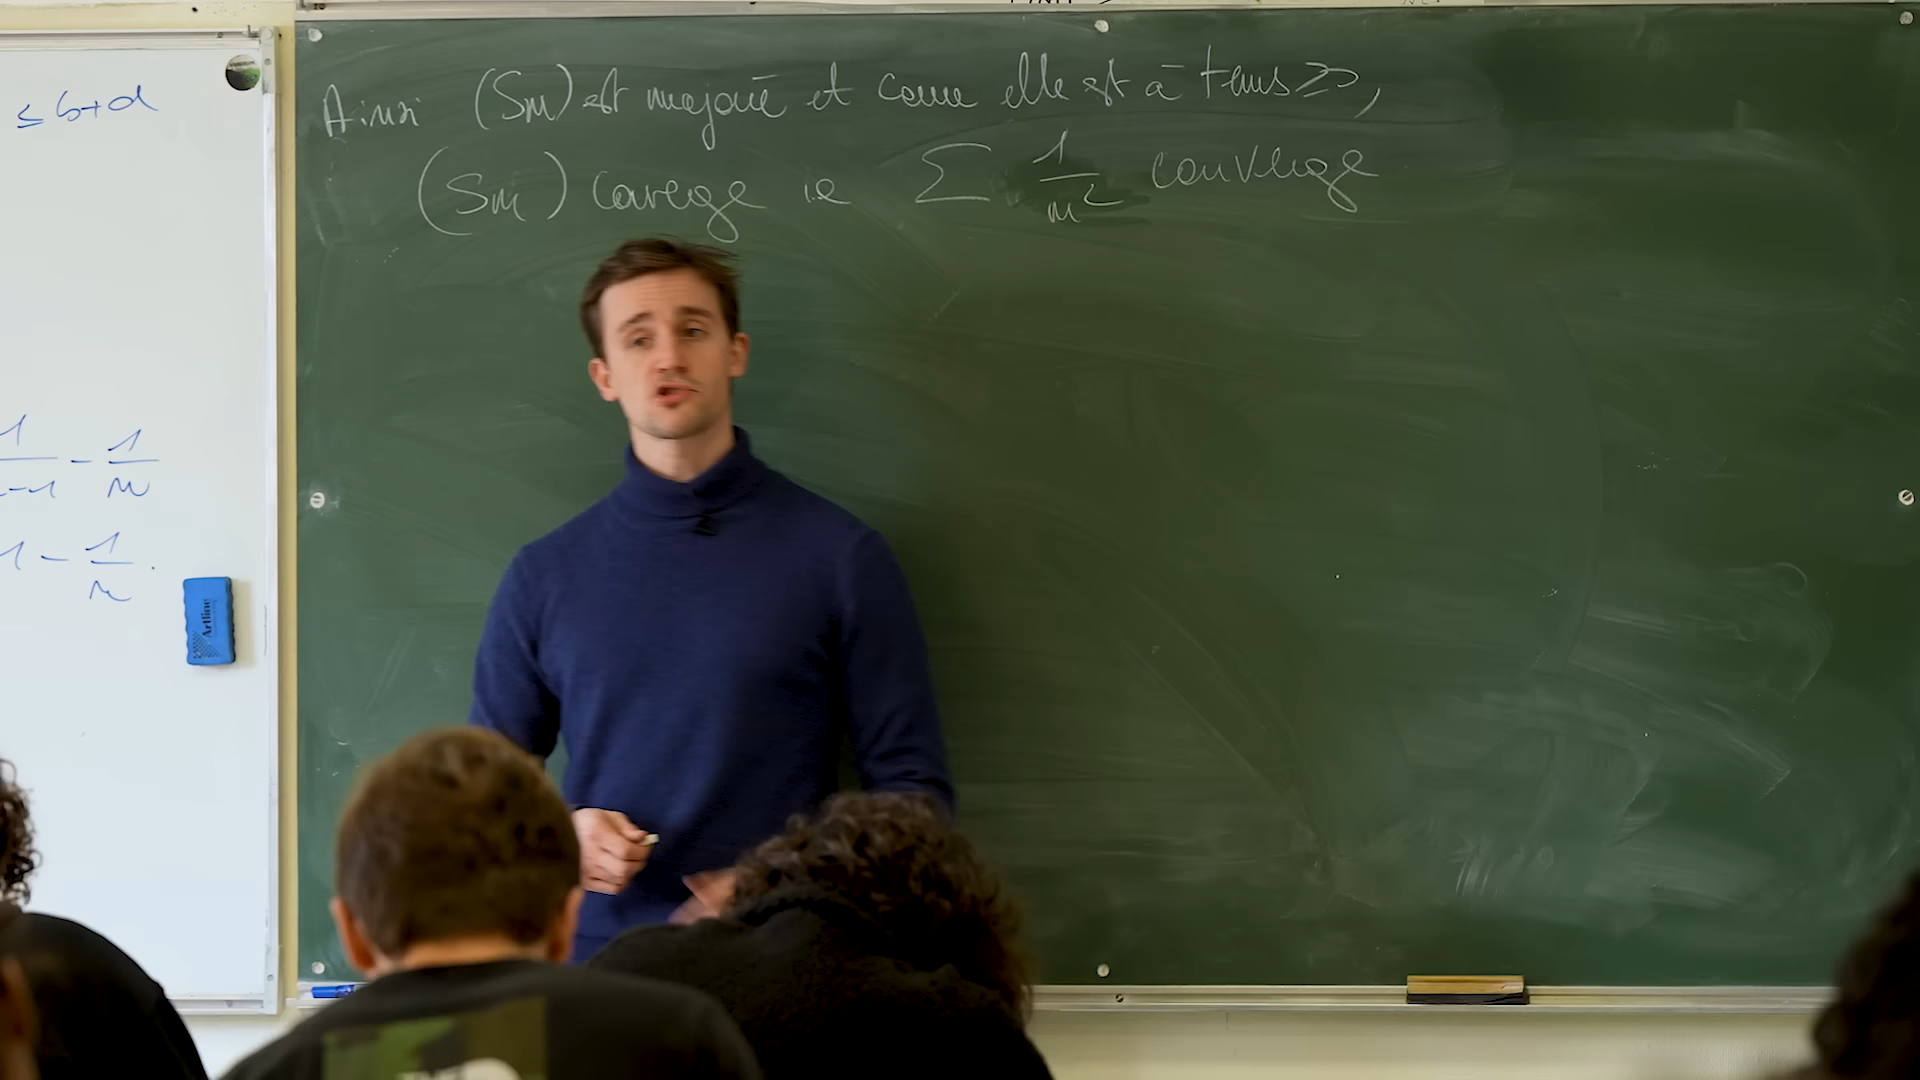 ≤ b+d
1/n-1 - 1/n
1 - 1/n.
Artline
Ainsi (Sn) est majorée et comme elle est à termes ≥ 0,
(Sn) converge ie ∑ 1/n² converge